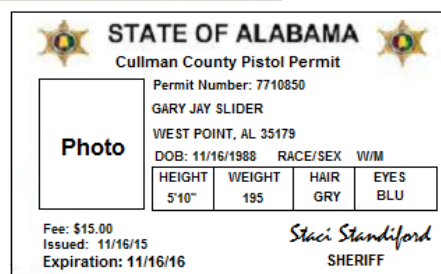 STATE OF ALABAMA
Cullman County Pistol Permit
Permit Number: 7710850
GARY JAY SLIDER
WEST POINT, AL 35179
DOB: 11/16/1988 RACE/SEX W/M
Photo
HEIGHT WEIGHT HAIR EYES
5'10" 195 GRY BLU
Fee: $15.00
Issued: 11/16/15
Expiration: 11/16/16
Staci Standiford
SHERIFF